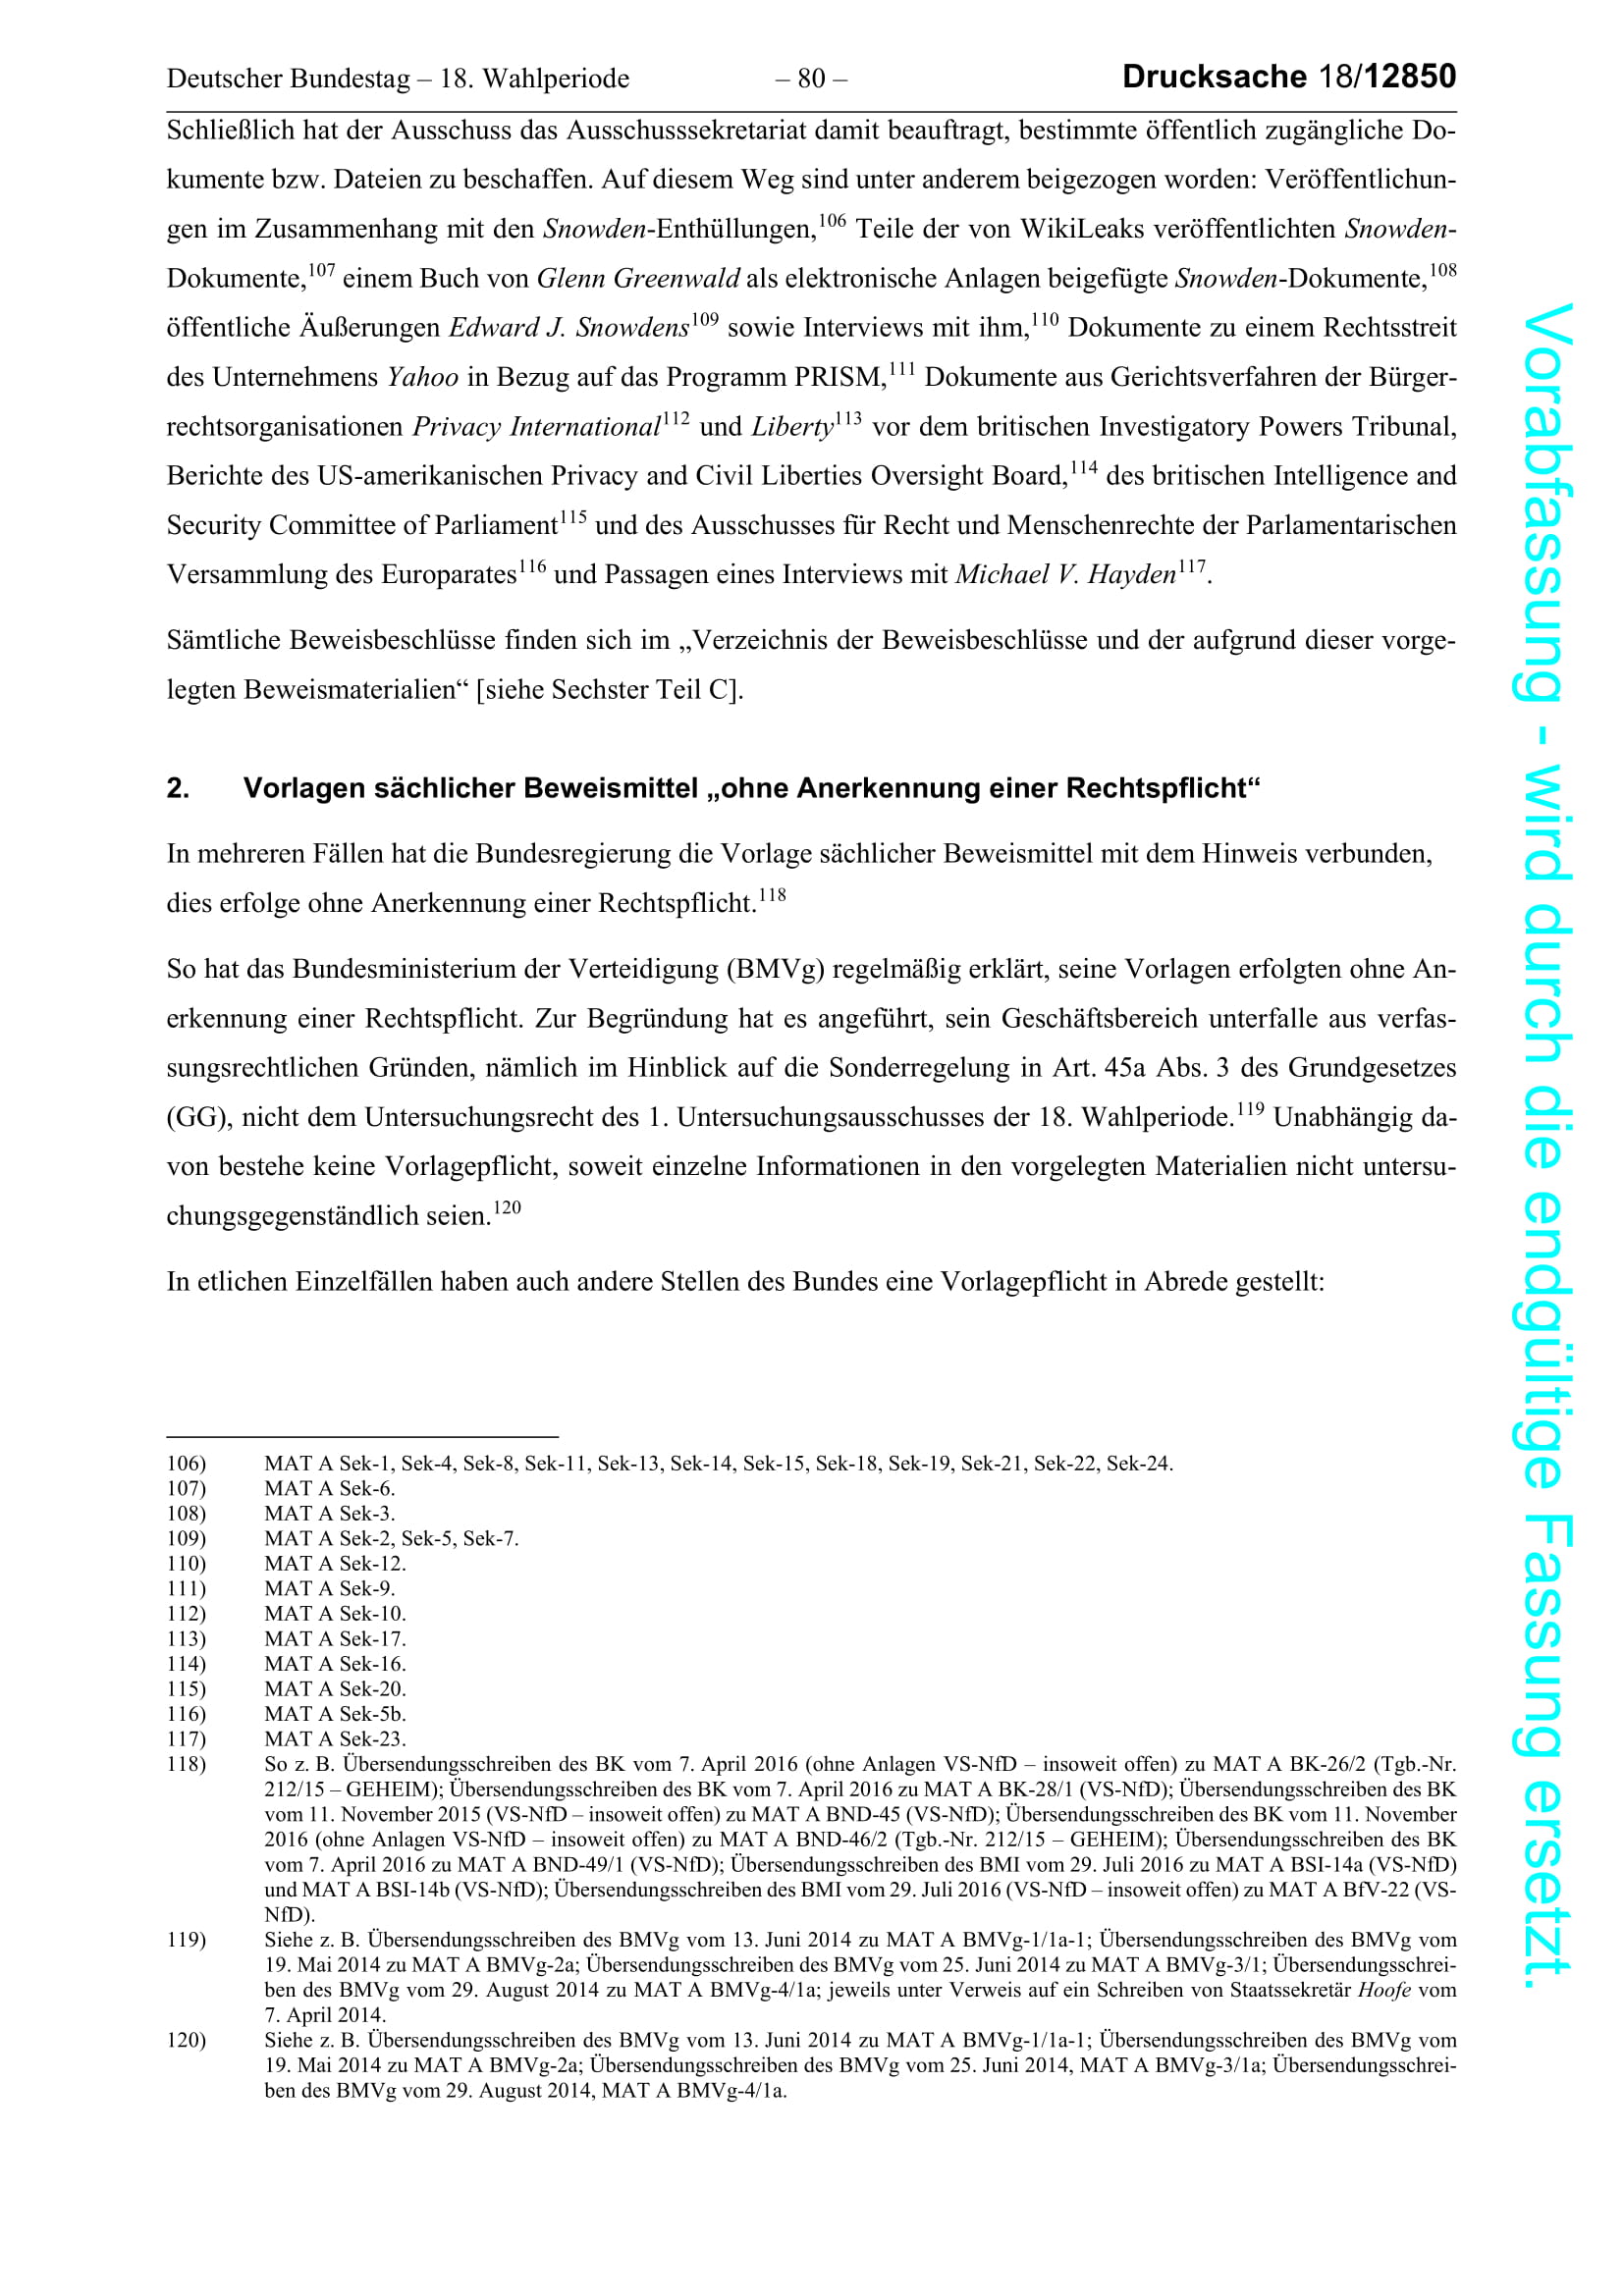 Deutscher Bundestag – 18. Wahlperiode – 80 – Drucksache 18/12850
Schließlich hat der Ausschuss das Ausschusssekretariat damit beauftragt, bestimmte öffentlich zugängliche Do-
kumente bzw. Dateien zu beschaffen. Auf diesem Weg sind unter anderem beigezogen worden: Veröffentlichun-
gen im Zusammenhang mit den Snowden-Enthüllungen,106 Teile der von WikiLeaks veröffentlichten Snowden-
Dokumente,107 einem Buch von Glenn Greenwald als elektronische Anlagen beigefügte Snowden-Dokumente,108
öffentliche Äußerungen Edward J. Snowdens109 sowie Interviews mit ihm,110 Dokumente zu einem Rechtsstreit
des Unternehmens Yahoo in Bezug auf das Programm PRISM,111 Dokumente aus Gerichtsverfahren der Bürger-
rechtsorganisationen Privacy International112 und Liberty113 vor dem britischen Investigatory Powers Tribunal,
Berichte des US-amerikanischen Privacy and Civil Liberties Oversight Board,114 des britischen Intelligence and
Security Committee of Parliament115 und des Ausschusses für Recht und Menschenrechte der Parlamentarischen
Versammlung des Europarates116 und Passagen eines Interviews mit Michael V. Hayden117.
Sämtliche Beweisbeschlüsse finden sich im „Verzeichnis der Beweisbeschlüsse und der aufgrund dieser vorge-
legten Beweismaterialien“ [siehe Sechster Teil C].
2. Vorlagen sächlicher Beweismittel „ohne Anerkennung einer Rechtspflicht“
In mehreren Fällen hat die Bundesregierung die Vorlage sächlicher Beweismittel mit dem Hinweis verbunden,
dies erfolge ohne Anerkennung einer Rechtspflicht.118
So hat das Bundesministerium der Verteidigung (BMVg) regelmäßig erklärt, seine Vorlagen erfolgten ohne An-
erkennung einer Rechtspflicht. Zur Begründung hat es angeführt, sein Geschäftsbereich unterfalle aus verfas-
sungsrechtlichen Gründen, nämlich im Hinblick auf die Sonderregelung in Art. 45a Abs. 3 des Grundgesetzes
(GG), nicht dem Untersuchungsrecht des 1. Untersuchungsausschusses der 18. Wahlperiode.119 Unabhängig da-
von bestehe keine Vorlagepflicht, soweit einzelne Informationen in den vorgelegten Materialien nicht untersu-
chungsgegenständlich seien.120
In etlichen Einzelfällen haben auch andere Stellen des Bundes eine Vorlagepflicht in Abrede gestellt:
106) MAT A Sek-1, Sek-4, Sek-8, Sek-11, Sek-13, Sek-14, Sek-15, Sek-18, Sek-19, Sek-21, Sek-22, Sek-24.
107) MAT A Sek-6.
108) MAT A Sek-3.
109) MAT A Sek-2, Sek-5, Sek-7.
110) MAT A Sek-12.
111) MAT A Sek-9.
112) MAT A Sek-10.
113) MAT A Sek-17.
114) MAT A Sek-16.
115) MAT A Sek-20.
116) MAT A Sek-5b.
117) MAT A Sek-23.
118) So z. B. Übersendungsschreiben des BK vom 7. April 2016 (ohne Anlagen VS-NfD – insoweit offen) zu MAT A BK-26/2 (Tgb.-Nr.
212/15 – GEHEIM); Übersendungsschreiben des BK vom 7. April 2016 zu MAT A BK-28/1 (VS-NfD); Übersendungsschreiben des BK
vom 11. November 2015 (VS-NfD – insoweit offen) zu MAT A BND-45 (VS-NfD); Übersendungsschreiben des BK vom 11. November
2016 (ohne Anlagen VS-NfD – insoweit offen) zu MAT A BND-46/2 (Tgb.-Nr. 212/15 – GEHEIM); Übersendungsschreiben des BK
vom 7. April 2016 zu MAT A BND-49/1 (VS-NfD); Übersendungsschreiben des BMI vom 29. Juli 2016 zu MAT A BSI-14a (VS-NfD)
und MAT A BSI-14b (VS-NfD); Übersendungsschreiben des BMI vom 29. Juli 2016 (VS-NfD – insoweit offen) zu MAT A BfV-22 (VS-
NfD).
119) Siehe z. B. Übersendungsschreiben des BMVg vom 13. Juni 2014 zu MAT A BMVg-1/1a-1; Übersendungsschreiben des BMVg vom
19. Mai 2014 zu MAT A BMVg-2a; Übersendungsschreiben des BMVg vom 25. Juni 2014 zu MAT A BMVg-3/1; Übersendungsschrei-
ben des BMVg vom 29. August 2014 zu MAT A BMVg-4/1a; jeweils unter Verweis auf ein Schreiben von Staatssekretär Hoofe vom
7. April 2014.
120) Siehe z. B. Übersendungsschreiben des BMVg vom 13. Juni 2014 zu MAT A BMVg-1/1a-1; Übersendungsschreiben des BMVg vom
19. Mai 2014 zu MAT A BMVg-2a; Übersendungsschreiben des BMVg vom 25. Juni 2014, MAT A BMVg-3/1a; Übersendungsschrei-
ben des BMVg vom 29. August 2014, MAT A BMVg-4/1a.
Vorabfassung - wird durch die endgültige Fassung ersetzt.